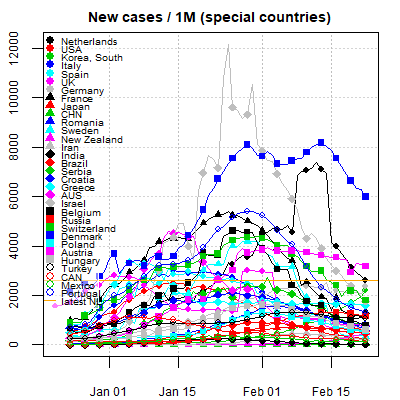 New cases / 1M (special countries)
12000
10000
8000
6000
4000
2000
0
Netherlands
USA
Korea, South
Italy
Spain
UK
Germany
France
Japan
CHN
Romania
Sweden
New Zealand
Iran
India
Brazil
Serbia
Croatia
Greece
AUS
Israel
Belgium
Russia
Switzerland
Denmark
Poland
Austria
Hungary
Turkey
CAN
Mexico
Portugal
latest NL
Jan 01
Jan 15
Feb 01
Feb 15